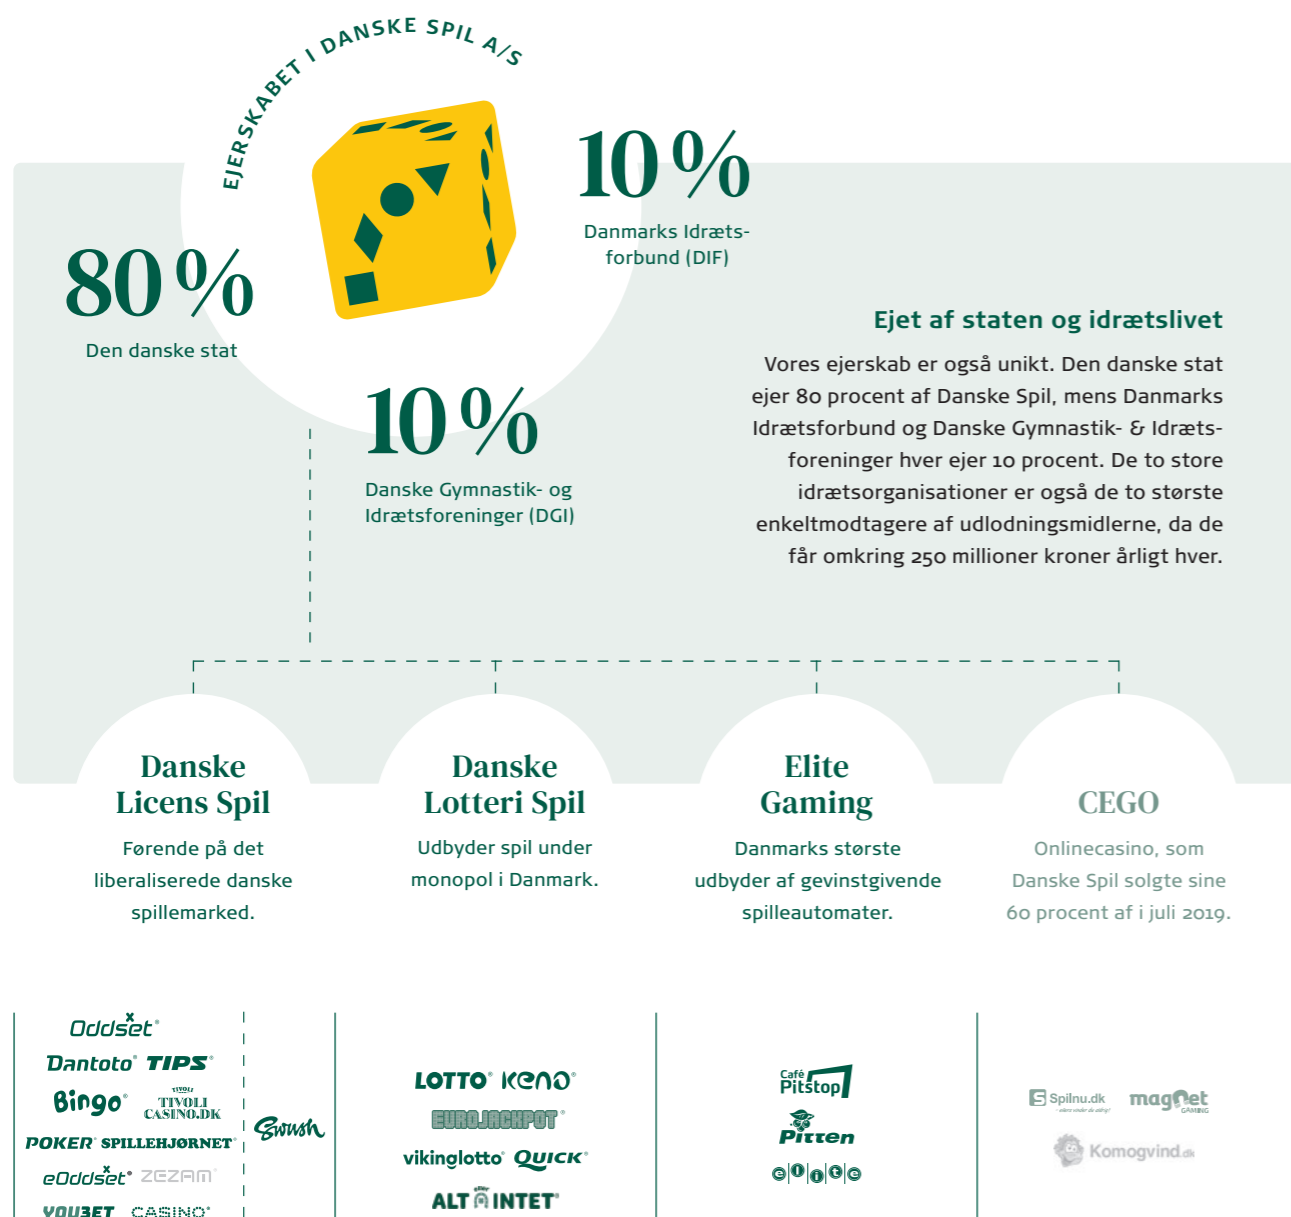 EJERSKABET I DANSKE SPIL A/S
10 %
Danmarks Idræts-
forbund (DIF)
80 %
Den danske stat
10 %
Danske Gymnastik- og
Idrætsforeninger (DGI)
Ejet af staten og idrætslivet
Vores ejerskab er også unikt. Den danske stat
ejer 80 procent af Danske Spil, mens Danmarks
Idrætsforbund og Danske Gymnastik- & Idræts-
foreninger hver ejer 10 procent. De to store
idrætsorganisationer er også de to største
enkeltmodtagere af udlodningsmidlerne, da de
får omkring 250 millioner kroner årligt hver.
Danske
Licens Spil
Førende på det
liberaliserede danske
spillemarked.
Danske
Lotteri Spil
Udbyder spil under
monopol i Danmark.
Elite
Gaming
Danmarks største
udbyder af gevinstgivende
spilleautomater.
CEGO
Onlinecasino, som
Danske Spil solgte sine
60 procent af i juli 2019.
Oddset®
Dantoto® TIPS®
Bingo®
TIVOLI
TIVOLI
CASINO.DK
POKER® SPILLEHJØRNET®
eOddset® ZEZAM®
YOUBET CASINO®
Swush
LOTTO® KENO®
EUROJACKPOT®
vikinglotto® QUICK®
ALT INTET®
Café
Pitstop
Pitten
elite
Spilnu.dk
magnet
GAMING
Komogvind.dk